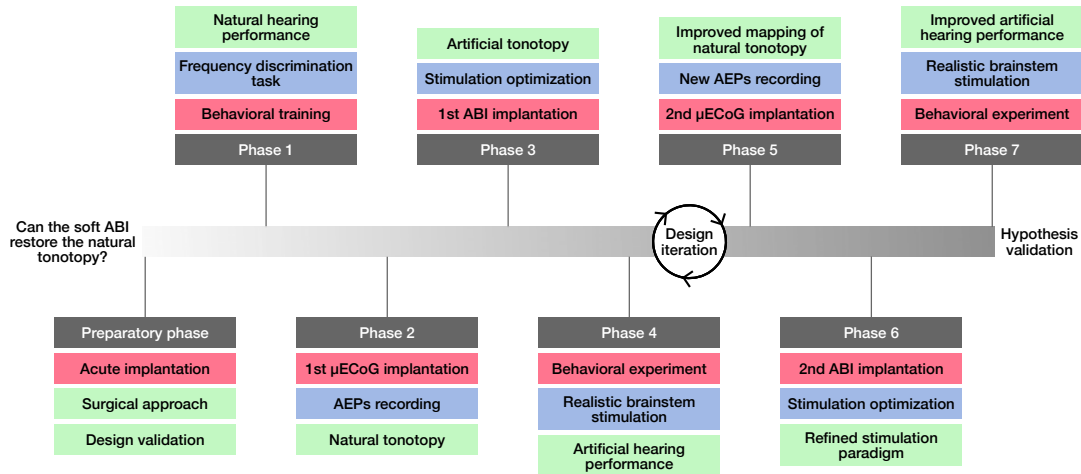 Natural hearing
performance
Frequency discrimination
task
Behavioral training
Phase 1
Artificial tonotopy
Stimulation optimization
1st ABI implantation
Phase 3
Improved mapping of
natural tonotopy
New AEPs recording
2nd µECoG implantation
Phase 5
Improved artificial
hearing performance
Realistic brainstem
stimulation
Behavioral experiment
Phase 7
Can the soft ABI
restore the natural
tonotopy?
Design
iteration
Hypothesis
validation
Preparatory phase
Acute implantation
Surgical approach
Design validation
Phase 2
1st µECoG implantation
AEPs recording
Natural tonotopy
Phase 4
Behavioral experiment
Realistic brainstem
stimulation
Artificial hearing
performance
Phase 6
2nd ABI implantation
Stimulation optimization
Refined stimulation
paradigm